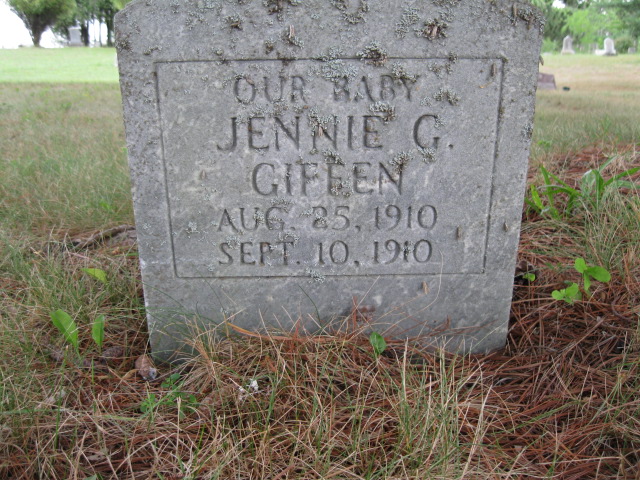 OUR BABY
JENNIE G.
GIFFEN
AUG. 25, 1910
SEPT. 10, 1910